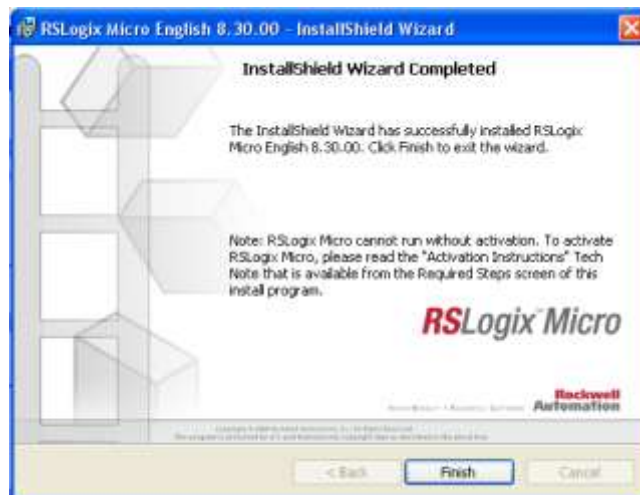 RSLogix Micro English 8.30.00 - InstallShield Wizard
InstallShield Wizard Completed
The InstallShield Wizard has successfully installed RSLogix
Micro English 8.30.00. Click Finish to exit the wizard.
Note: RSLogix Micro cannot run without activation. To activate
RSLogix Micro, please read the "Activation Instructions" Tech
Note that is available from the Required Steps screen of this
install program.
RSLogix Micro
Rockwell
Automation
< Back
Finish
Cancel